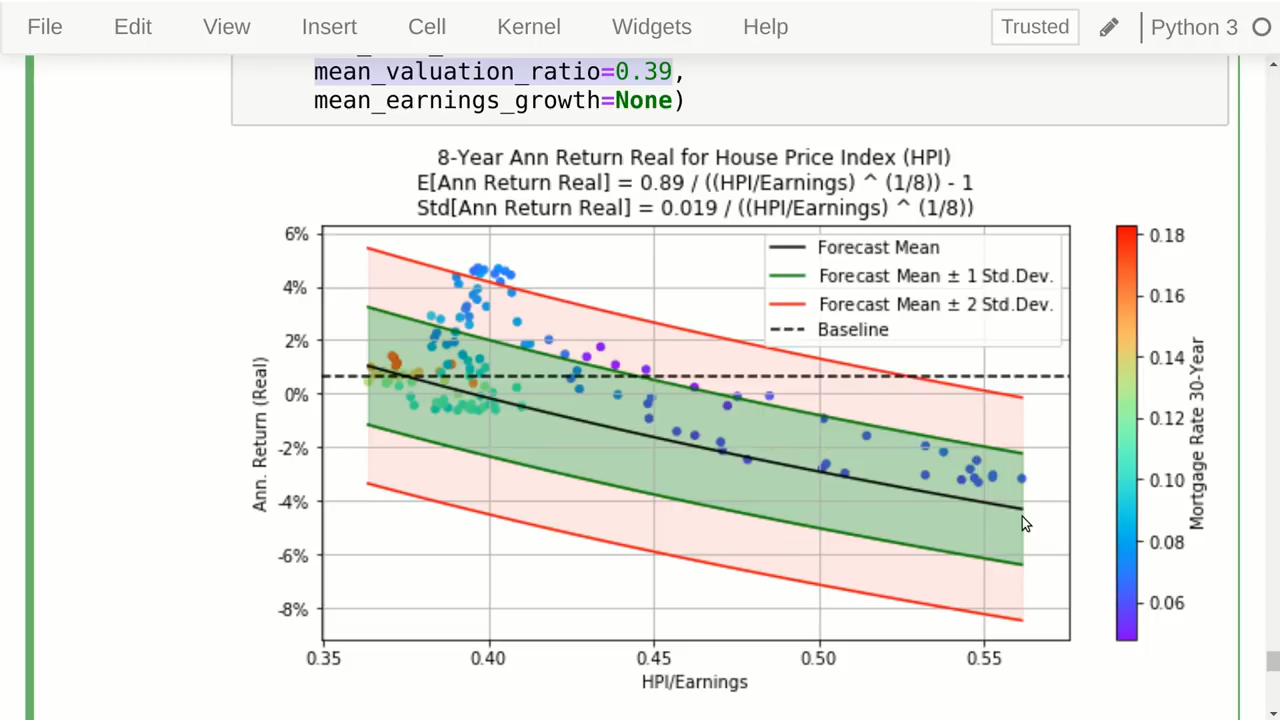 File Edit View Insert Cell Kernel Widgets Help Trusted Python 3
mean_valuation_ratio=0.39,
mean_earnings_growth=None)
8-Year Ann Return Real for House Price Index (HPI)
E[Ann Return Real] = 0.89 / ((HPI/Earnings) ^ (1/8)) - 1
Std[Ann Return Real] = 0.019 / ((HPI/Earnings) ^ (1/8))
Forecast Mean
Forecast Mean ± 1 Std.Dev.
Forecast Mean ± 2 Std.Dev.
Baseline
6%
4%
2%
0%
-2%
-4%
-6%
-8%
Ann. Return (Real)
0.35 0.40 0.45 0.50 0.55
HPI/Earnings
0.18
0.16
0.14
0.12
0.10
0.08
0.06
Mortgage Rate 30-Year